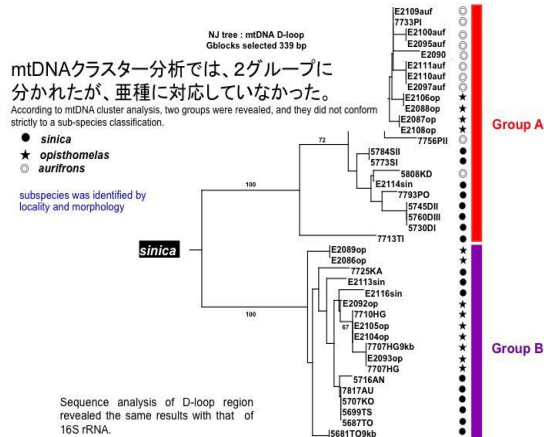 NJ tree : mtDNA D-loop
Gblocks selected 339 bp
mtDNAクラスター分析では、2グループに
分かれたが、亜種に対応していなかった。
According to mtDNA cluster analysis, two groups were revealed, and they did not conform
strictly to a sub-species classification.
● sinica
★ opisthomelas
◎ aurifrons
subspecies was identified by
locality and morphology
sinica
100
72
100
67
E2109auf ◎
7733PI ◎
E2100auf ◎
E2095auf ◎
E2090 ◎
E2111auf ◎
E2110auf ◎
E2097auf ◎
E2106op ★
E2088op ★
E2087op ★
E2108op ★
7756PII ◎
5784SII ●
5773SI ●
5808KD ◎
E2114sin ●
7793PO ●
5745DII ●
5760DIII ●
5730DI ●
7713TI ●
Group A
E2089op ★
E2086op ★
7725KA ●
E2113sin ●
E2116sin ●
E2092op ★
7710HG ★
E2105op ★
E2104op ★
7707HG9kb ★
E2093op ★
7707HG ★
5716AN ●
7817AU ●
5707KO ●
5699TS ●
5687TO ●
5681TO9kb ●
Group B
Sequence analysis of D-loop region
revealed the same results with that of
16S rRNA.